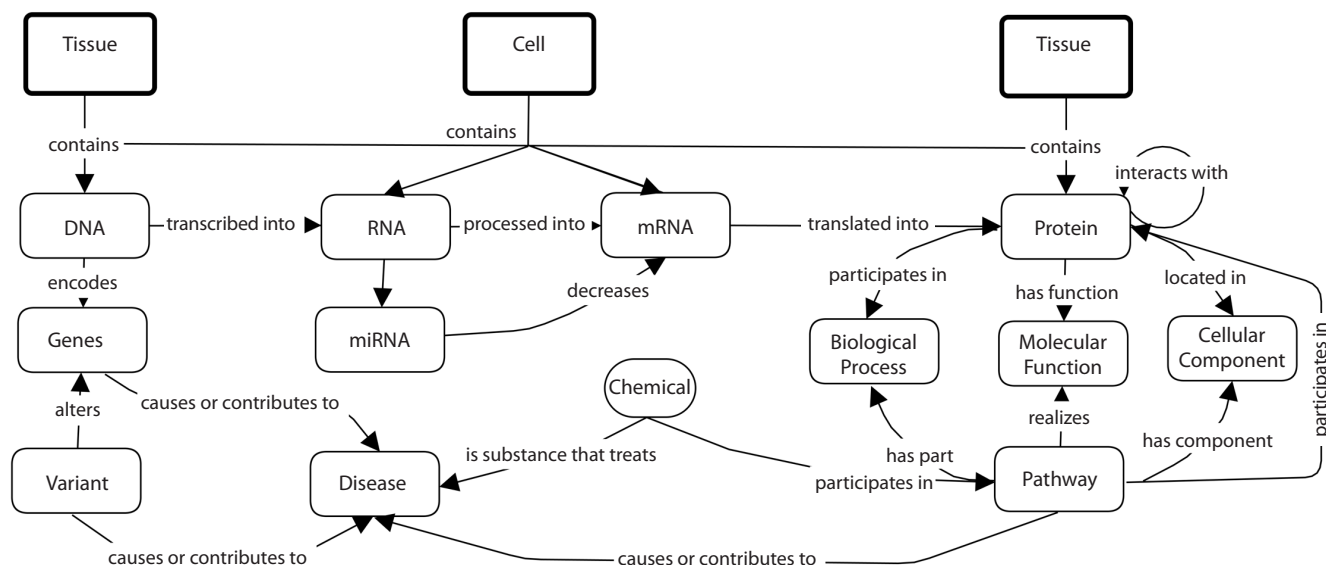 Tissue
Cell
Tissue
contains
contains
contains
interacts with
DNA
transcribed into
RNA
processed into
mRNA
translated into
Protein
encodes
decreases
participates in
has function
located in
Genes
miRNA
Biological
Process
Molecular
Function
Cellular
Component
participates in
alters
causes or contributes to
Chemical
realizes
has component
is substance that treats
has part
Variant
Disease
participates in
Pathway
causes or contributes to
causes or contributes to